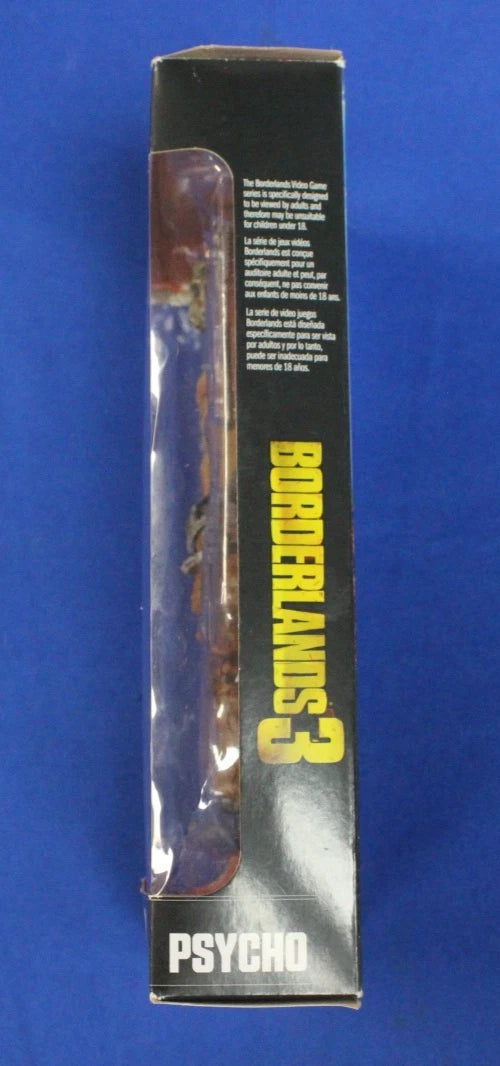 The Borderlands Video Game
series is specifically designed
to be viewed by adults and
therefore may be unsuitable
for children under 18.
La série de jeux vidéos
Borderlands est conçue
spécifiquement pour un
auditoire adulte et peut, par
conséquent, ne pas convenir
aux enfants de moins de 18 ans.
La serie de video juegos
Borderlands está diseñada
específicamente para ser vista
por adultos y por lo tanto,
puede ser inadecuada para
menores de 18 años.
BORDERLANDS 3
PSYCHO